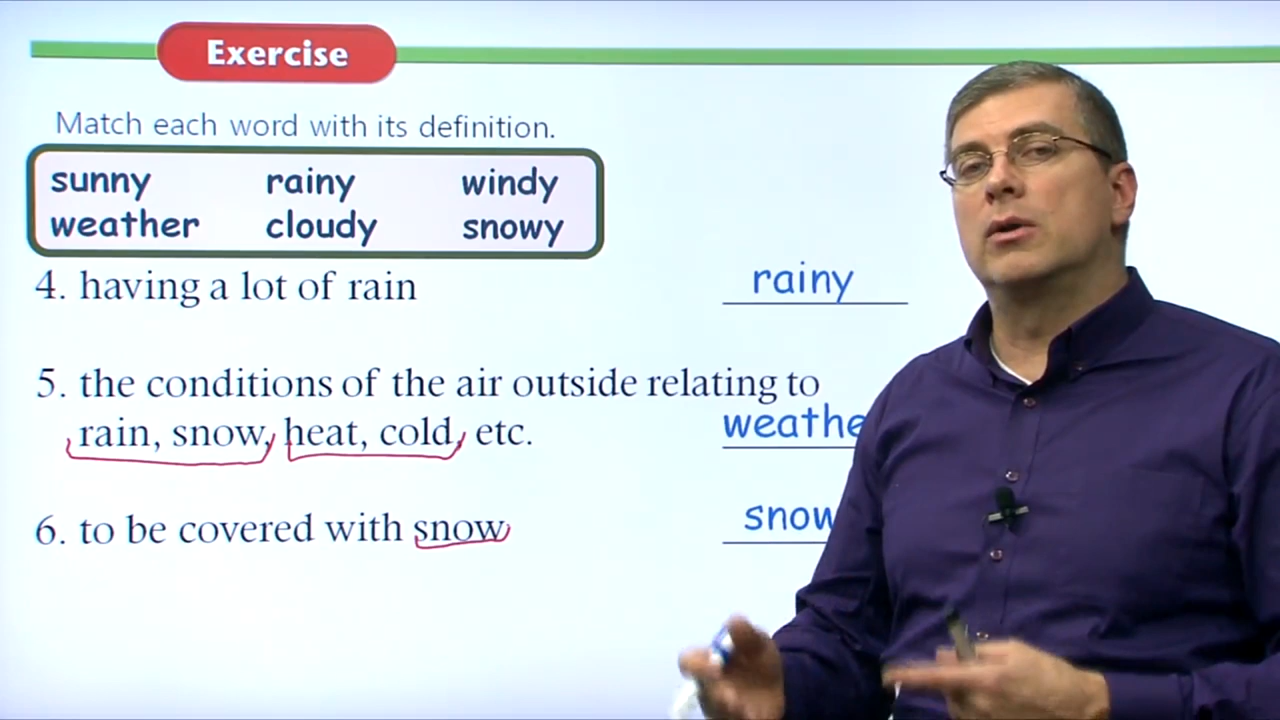 Exercise
Match each word with its definition.
sunny rainy windy
weather cloudy snowy
4. having a lot of rain rainy
5. the conditions of the air outside relating to
rain, snow, heat, cold, etc. weathe
6. to be covered with snow snow